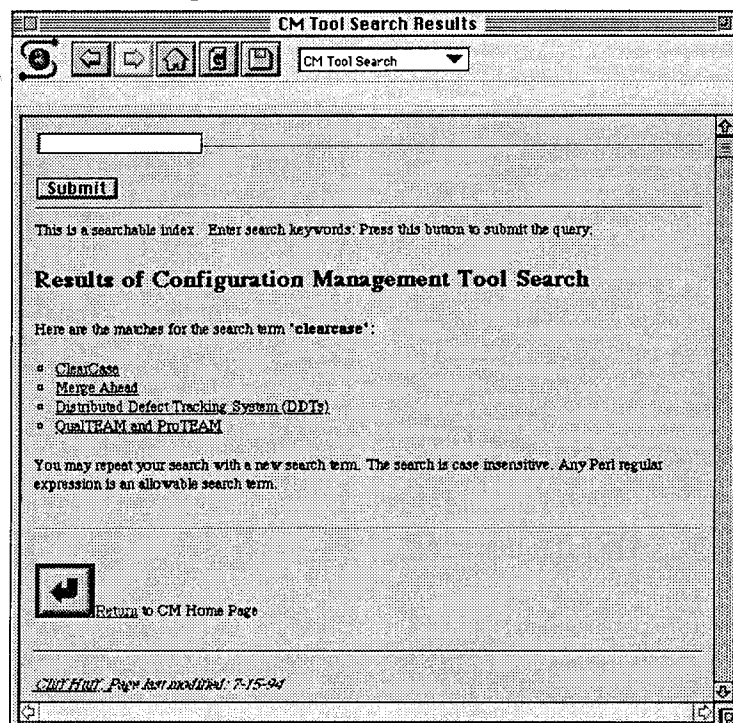 CM Tool Search Results
CM Tool Search
Submit
This is a searchable index. Enter search keywords: Press this button to submit the query:
Results of Configuration Management Tool Search
Here are the matches for the search term "clearcase":
ClearCase
Merge Ahead
Distributed Defect Tracking System (DDTs)
QualTEAM and ProTEAM
You may repeat your search with a new search term. The search is case insensitive. Any Perl regular
expression is an allowable search term.
Return to CM Home Page
Cliff Huff, Page last modified: 7-15-94